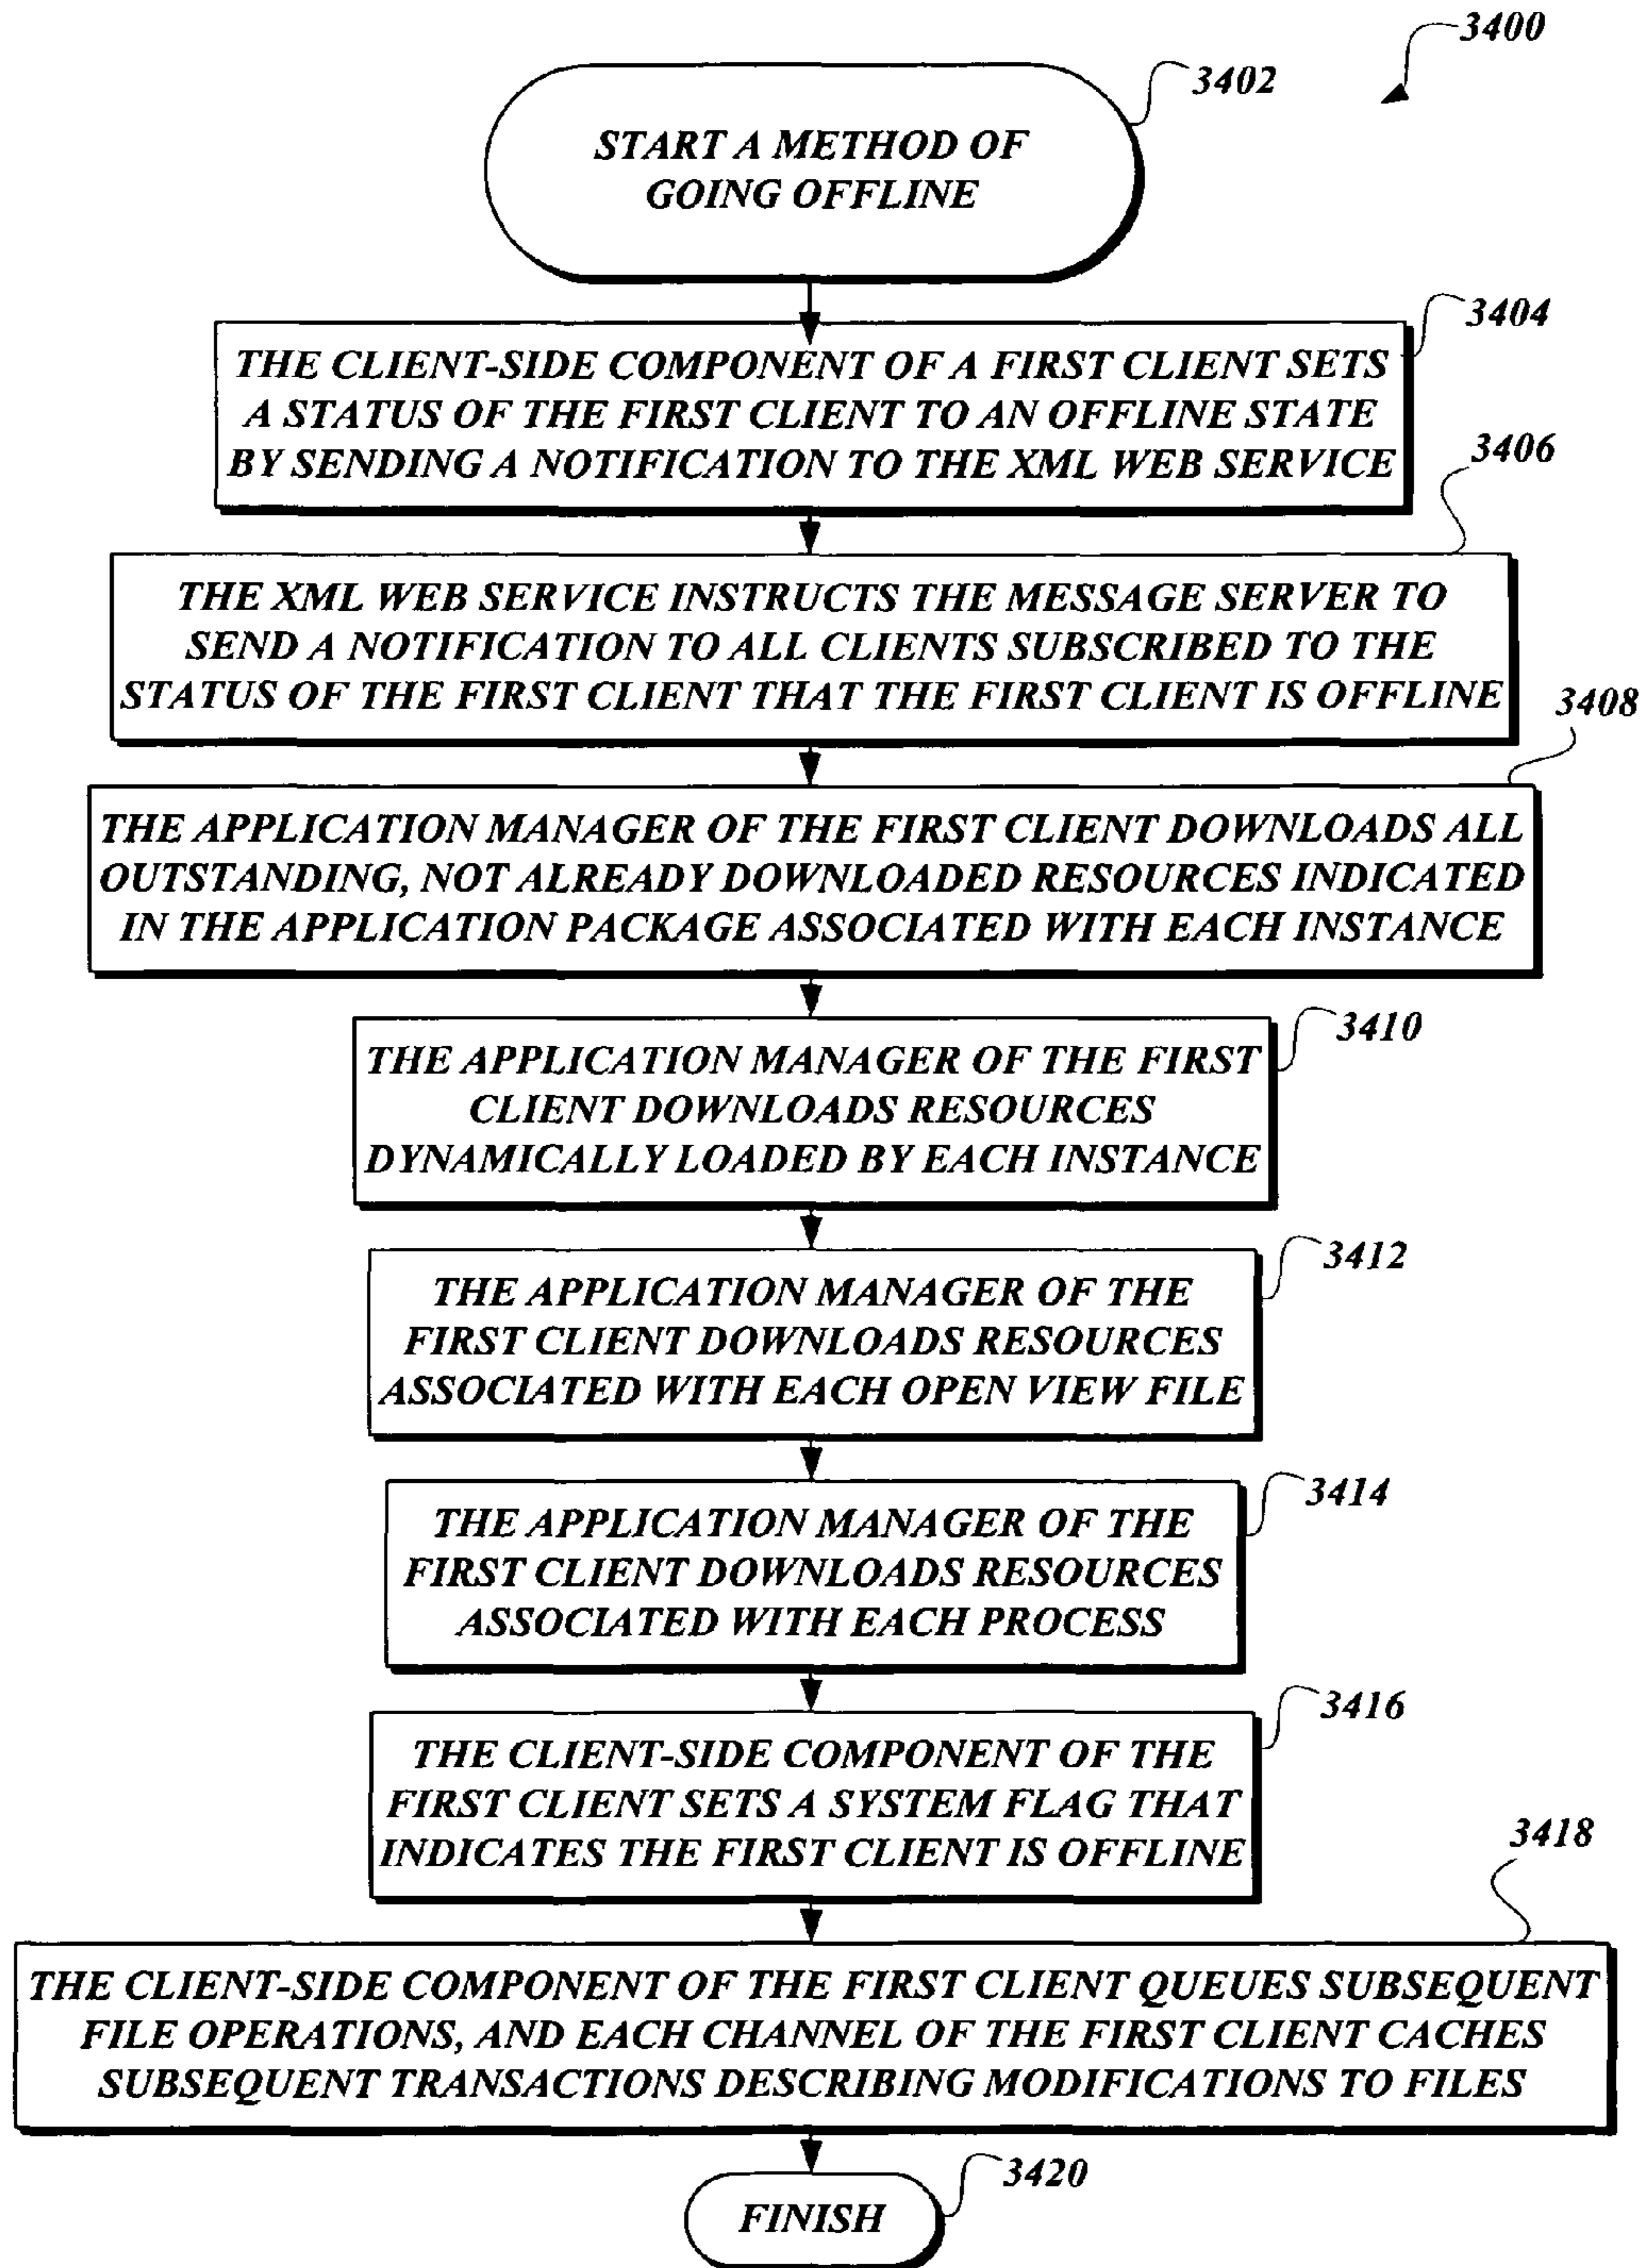 3400
3402
START A METHOD OF
GOING OFFLINE
3404
THE CLIENT-SIDE COMPONENT OF A FIRST CLIENT SETS
A STATUS OF THE FIRST CLIENT TO AN OFFLINE STATE
BY SENDING A NOTIFICATION TO THE XML WEB SERVICE
3406
THE XML WEB SERVICE INSTRUCTS THE MESSAGE SERVER TO
SEND A NOTIFICATION TO ALL CLIENTS SUBSCRIBED TO THE
STATUS OF THE FIRST CLIENT THAT THE FIRST CLIENT IS OFFLINE
3408
THE APPLICATION MANAGER OF THE FIRST CLIENT DOWNLOADS ALL
OUTSTANDING, NOT ALREADY DOWNLOADED RESOURCES INDICATED
IN THE APPLICATION PACKAGE ASSOCIATED WITH EACH INSTANCE
3410
THE APPLICATION MANAGER OF THE FIRST
CLIENT DOWNLOADS RESOURCES
DYNAMICALLY LOADED BY EACH INSTANCE
3412
THE APPLICATION MANAGER OF THE
FIRST CLIENT DOWNLOADS RESOURCES
ASSOCIATED WITH EACH OPEN VIEW FILE
3414
THE APPLICATION MANAGER OF THE
FIRST CLIENT DOWNLOADS RESOURCES
ASSOCIATED WITH EACH PROCESS
3416
THE CLIENT-SIDE COMPONENT OF THE
FIRST CLIENT SETS A SYSTEM FLAG THAT
INDICATES THE FIRST CLIENT IS OFFLINE
3418
THE CLIENT-SIDE COMPONENT OF THE FIRST CLIENT QUEUES SUBSEQUENT
FILE OPERATIONS, AND EACH CHANNEL OF THE FIRST CLIENT CACHES
SUBSEQUENT TRANSACTIONS DESCRIBING MODIFICATIONS TO FILES
3420
FINISH